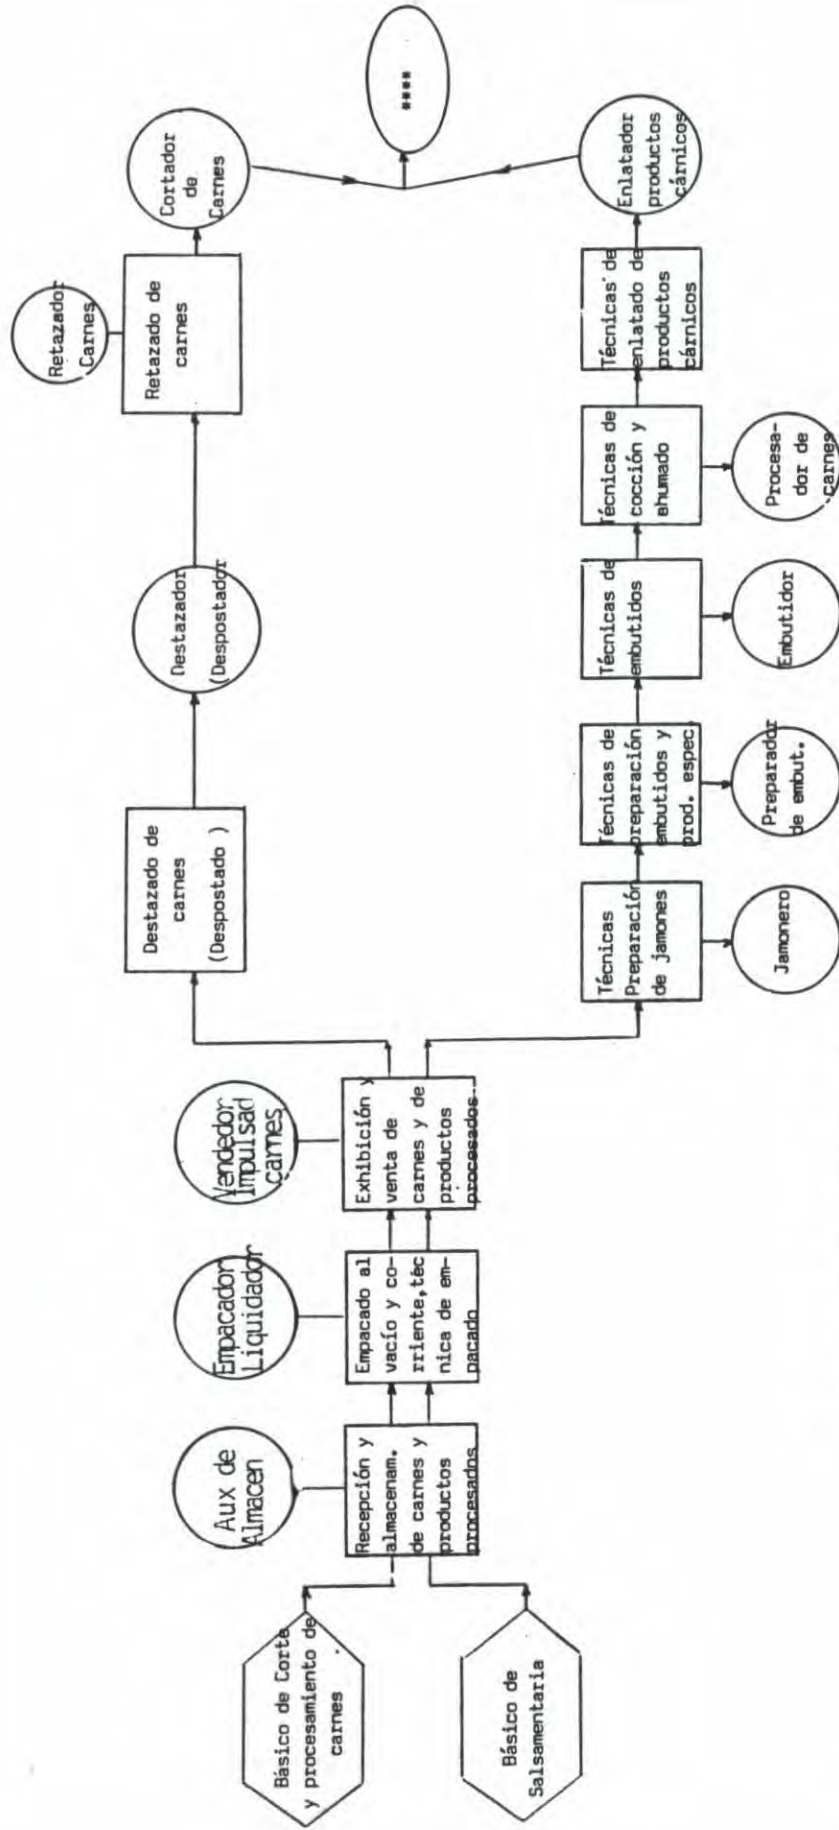 Básico de Corte
y procesamiento de
carnes
Básico de
Salsamentaria
Aux de
Almacen
Recepción y
almacenam.
de carnes y
productos
procesados
Empacador
Liquidador
Empacado al
vacío y co-
rriente,téc
nica de em-
pacado
Vendedor
Impulsad
carnes
Exhibición y
venta de
carnes y de
productos
procesados
Destazado de
carnes
(Despostado )
Destazador
(Despostador
Retazador
Carnes
Retazado de
carnes
Cortador
de
Carnes
****
Técnicas
Preparación
de jamones
Jamonero
Técnicas de
preparación
embutidos y
prod. espec,
Preparador
de embut.
Técnicas de
embutidos
Embutidor
Técnicas de
cocción y
ahumado
Procesa-
dor de
carnes
Técnicas de
enlatado de
productos
cárnicos
Enlatador
productos
cárnicos